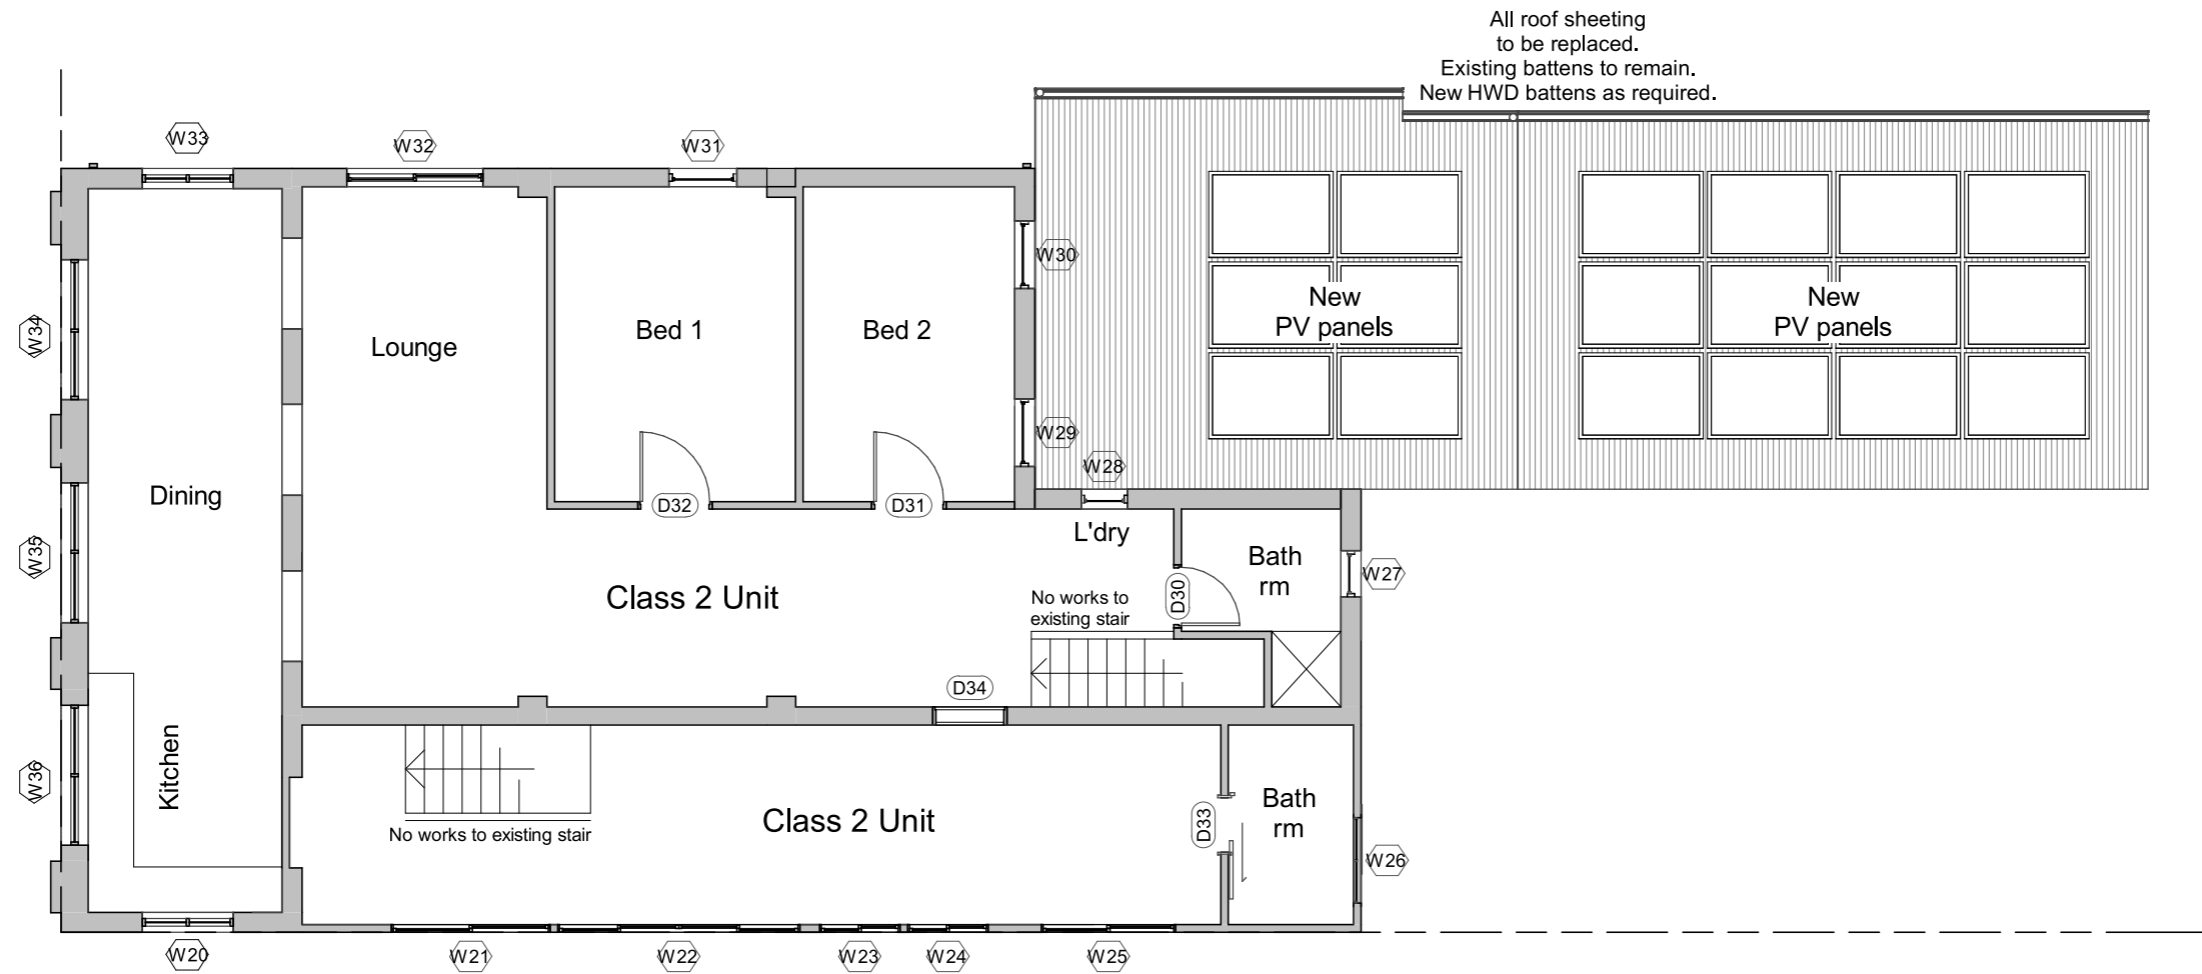 All roof sheeting
to be replaced.
Existing battens to remain.
New HWD battens as required.
W33
W32
W31
W30
W34
New
PV panels
New
PV panels
Lounge
Bed 1
Bed 2
W29
W28
Dining
D32
D31
L'dry
W35
Class 2 Unit
No works to
existing stair
D30
Bath
rm
W27
D34
W36
Kitchen
No works to existing stair
Class 2 Unit
D33
Bath
rm
W26
W20
W21
W22
W23
W24
W25